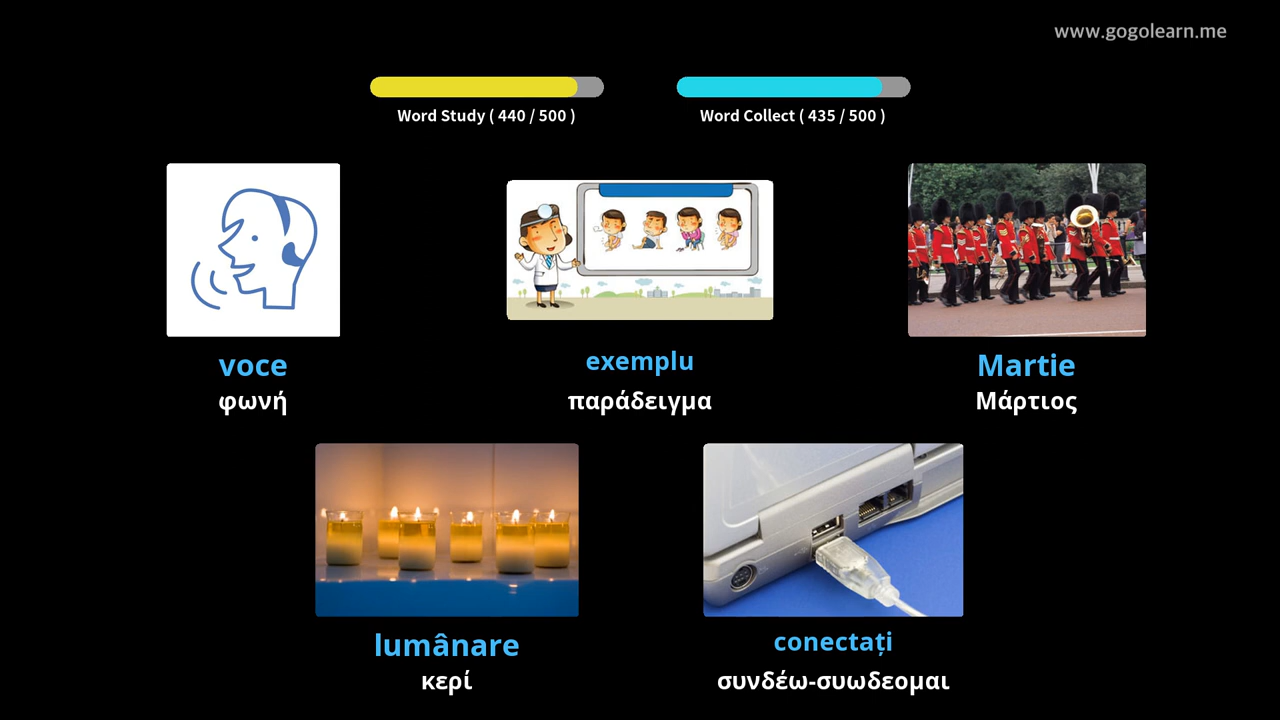 www.gogolearn.me
Word Study ( 440 / 500 )
Word Collect ( 435 / 500 )
voce
φωνή
exemplu
παράδειγμα
Martie
Μάρτιος
lumânare
κερί
conectați
συνδέω-συωδεομαι